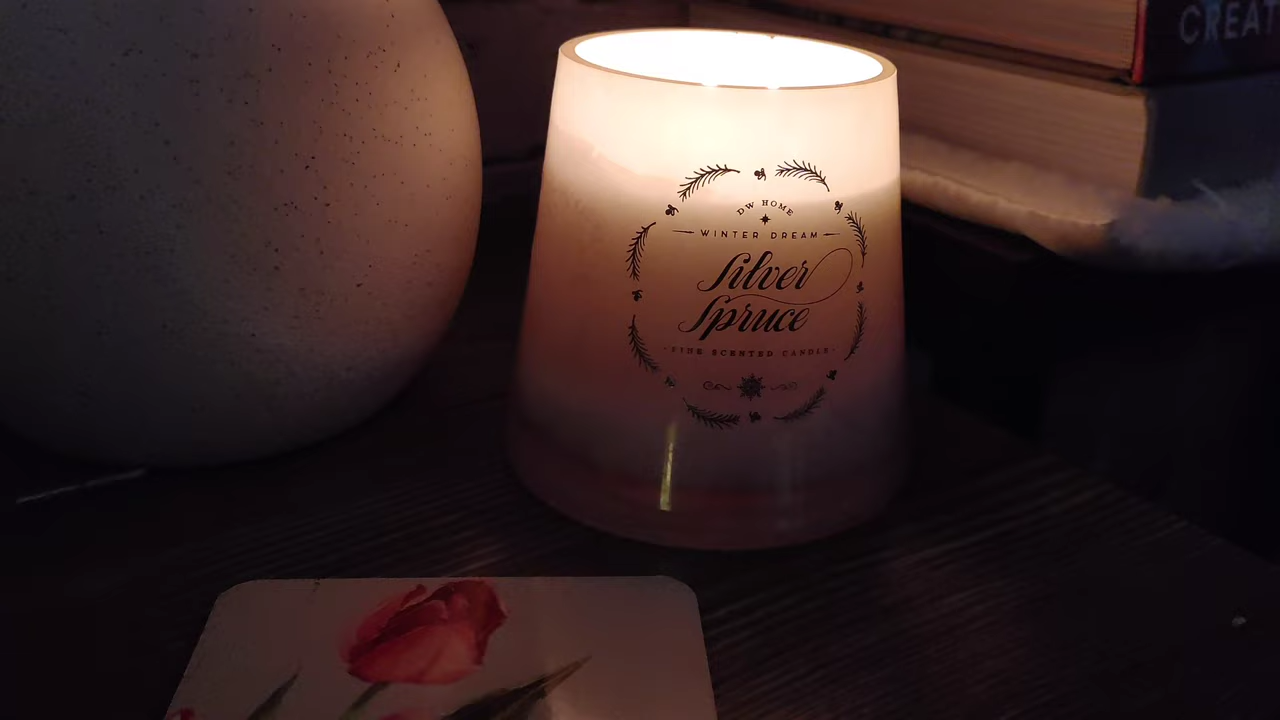 CREAT
DW HOME
WINTER DREAM
Silver
Spruce
FINE SCENTED CANDLE